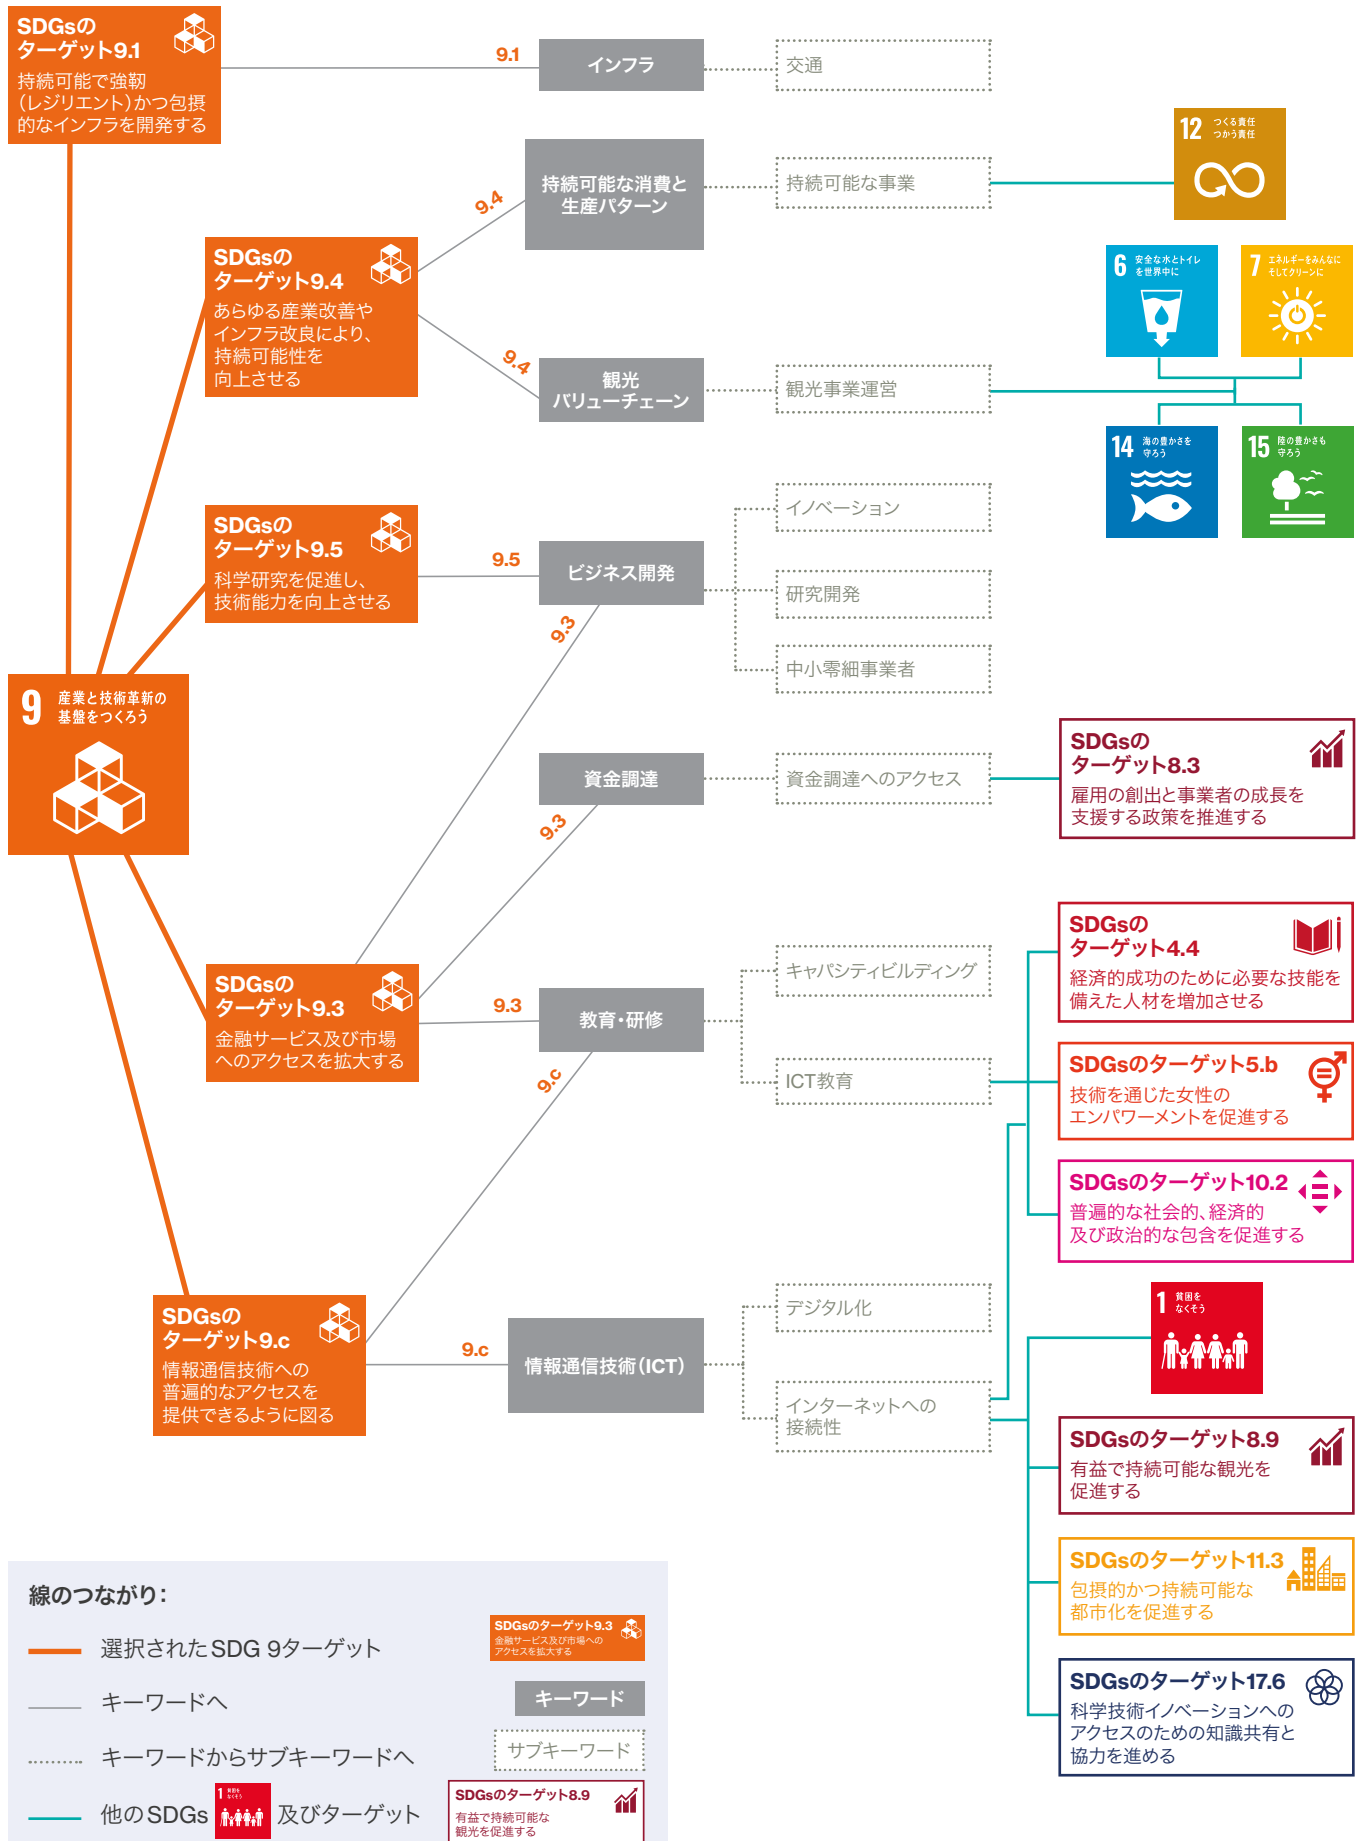 SDGsの
ターゲット9.1
持続可能で強靭
（レジリエント）かつ包摂
的なインフラを開発する
9.1
インフラ
交通
12 つくる責任
つかう責任
9.4
持続可能な消費と
生産パターン
持続可能な事業
SDGsの
ターゲット9.4
あらゆる産業改善や
インフラ改良により、
持続可能性を
向上させる
9.4
観光
バリューチェーン
観光事業運営
6 安全な水とトイレ
を世界中に
7 エネルギーをみんなに
そしてクリーンに
14 海の豊かさを
守ろう
15 陸の豊かさも
守ろう
SDGsの
ターゲット9.5
科学研究を促進し、
技術能力を向上させる
9.5
ビジネス開発
イノベーション
研究開発
中小零細事業者
9.3
9 産業と技術革新の
基盤をつくろう
資金調達
資金調達へのアクセス
9.3
SDGsの
ターゲット8.3
雇用の創出と事業者の成長を
支援する政策を推進する
SDGsの
ターゲット9.3
金融サービス及び市場
へのアクセスを拡大する
9.3
教育・研修
キャパシティビルディング
ICT教育
9.c
SDGsの
ターゲット4.4
経済的成功のために必要な技能を
備えた人材を増加させる
SDGsのターゲット5.b
技術を通じた女性の
エンパワーメントを促進する
SDGsのターゲット10.2
普遍的な社会的、経済的
及び政治的な包含を促進する
SDGsの
ターゲット9.c
情報通信技術への
普遍的なアクセスを
提供できるように図る
9.c
情報通信技術（ICT）
デジタル化
インターネットへの
接続性
1 貧困を
なくそう
SDGsのターゲット8.9
有益で持続可能な観光を
促進する
SDGsのターゲット11.3
包摂的かつ持続可能な
都市化を促進する
SDGsのターゲット17.6
科学技術イノベーションへの
アクセスのための知識共有と
協力を進める
線のつながり：
選択されたSDG 9ターゲット
SDGsのターゲット9.3
金融サービス及び市場への
アクセスを拡大する
キーワードへ
キーワード
キーワードからサブキーワードへ
サブキーワード
他のSDGs 1 貧困を
なくそう
及びターゲット
SDGsのターゲット8.9
有益で持続可能な
観光を促進する